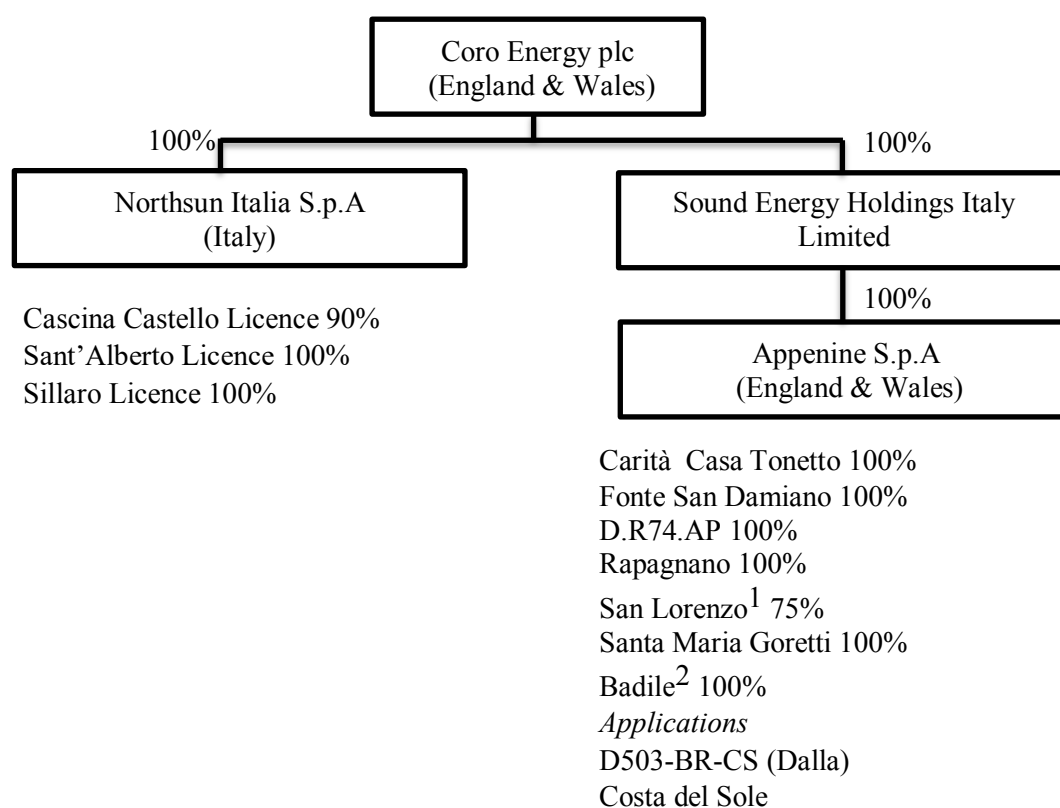 Coro Energy plc
(England & Wales)
100%
100%
Northsun Italia S.p.A
(Italy)
Sound Energy Holdings Italy
Limited
Cascina Castello Licence 90%
Sant’Alberto Licence 100%
Sillaro Licence 100%
100%
Appenine S.p.A
(England & Wales)
Carità Casa Tonetto 100%
Fonte San Damiano 100%
D.R74.AP 100%
Rapagnano 100%
San Lorenzo1 75%
Santa Maria Goretti 100%
Badile2 100%
Applications
D503-BR-CS (Dalla)
Costa del Sole